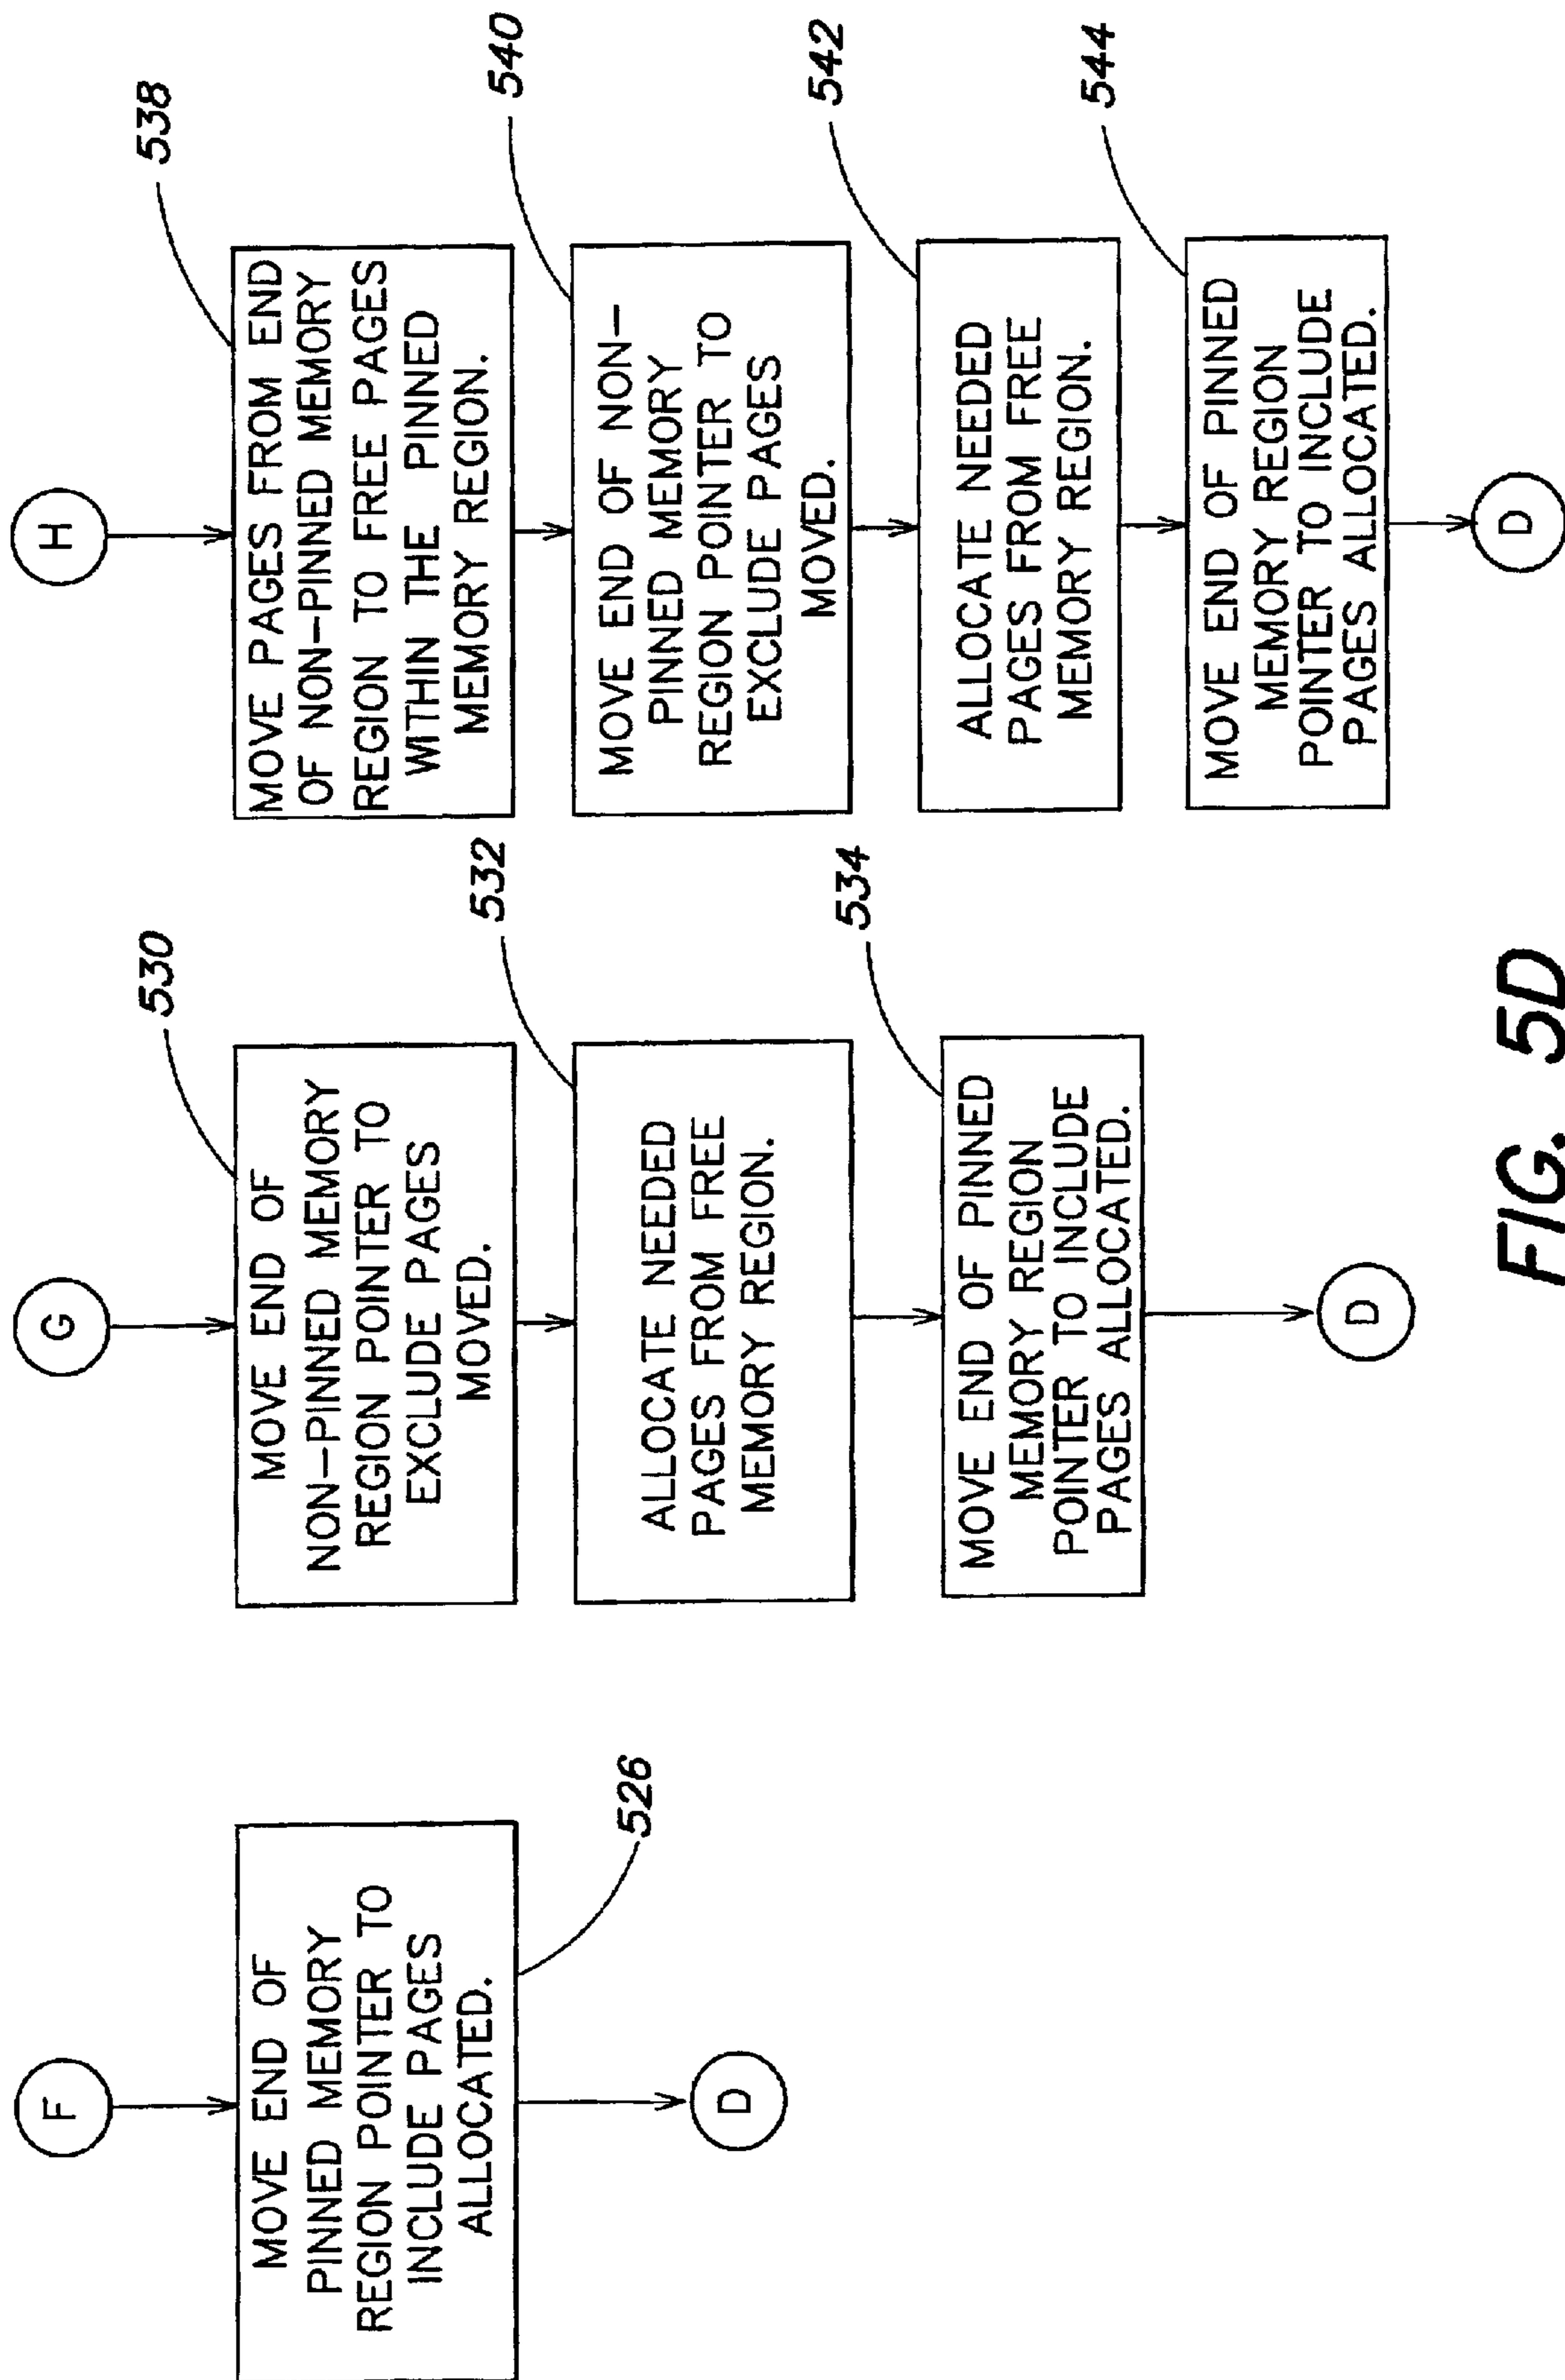 F
MOVE END OF
PINNED MEMORY
REGION POINTER TO
INCLUDE PAGES
ALLOCATED.
526
D
G
530
MOVE END OF
NON-PINNED MEMORY
REGION POINTER TO
EXCLUDE PAGES
MOVED.
532
ALLOCATE NEEDED
PAGES FROM FREE
MEMORY REGION.
534
MOVE END OF PINNED
MEMORY REGION
POINTER TO INCLUDE
PAGES ALLOCATED.
D
H
538
MOVE PAGES FROM END
OF NON-PINNED MEMORY
REGION TO FREE PAGES
WITHIN THE PINNED
MEMORY REGION.
540
MOVE END OF NON-
PINNED MEMORY
REGION POINTER TO
EXCLUDE PAGES
MOVED.
542
ALLOCATE NEEDED
PAGES FROM FREE
MEMORY REGION.
544
MOVE END OF PINNED
MEMORY REGION
POINTER TO INCLUDE
PAGES ALLOCATED.
D
FIG. 5D